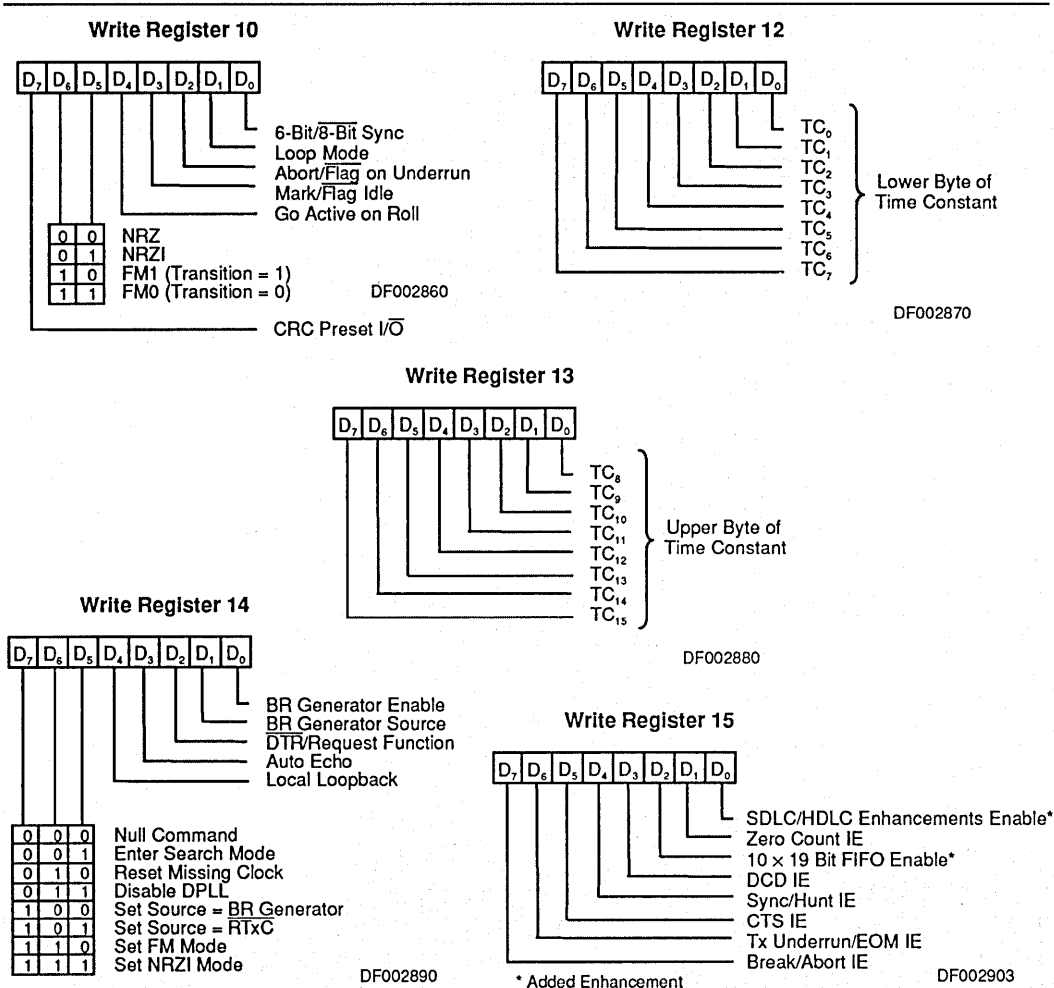 Write Register 10
D7 D6 D5 D4 D3 D2 D1 D0
6-Bit/8-Bit Sync
Loop Mode
Abort/Flag on Underrun
Mark/Flag Idle
Go Active on Roll
0 0 NRZ
0 1 NRZI
1 0 FM1 (Transition = 1)
1 1 FM0 (Transition = 0)
DF002860
CRC Preset I/O
Write Register 12
D7 D6 D5 D4 D3 D2 D1 D0
TC0
TC1
TC2
TC3
TC4
TC5
TC6
TC7
Lower Byte of
Time Constant
DF002870
Write Register 13
D7 D6 D5 D4 D3 D2 D1 D0
TC8
TC9
TC10
TC11
TC12
TC13
TC14
TC15
Upper Byte of
Time Constant
DF002880
Write Register 14
D7 D6 D5 D4 D3 D2 D1 D0
BR Generator Enable
BR Generator Source
DTR/Request Function
Auto Echo
Local Loopback
0 0 0 Null Command
0 0 1 Enter Search Mode
0 1 0 Reset Missing Clock
0 1 1 Disable DPLL
1 0 0 Set Source = BR Generator
1 0 1 Set Source = RTxC
1 1 0 Set FM Mode
1 1 1 Set NRZI Mode
DF002890
Write Register 15
D7 D6 D5 D4 D3 D2 D1 D0
SDLC/HDLC Enhancements Enable*
Zero Count IE
10 × 19 Bit FIFO Enable*
DCD IE
Sync/Hunt IE
CTS IE
Tx Underrun/EOM IE
Break/Abort IE
* Added Enhancement
DF002903